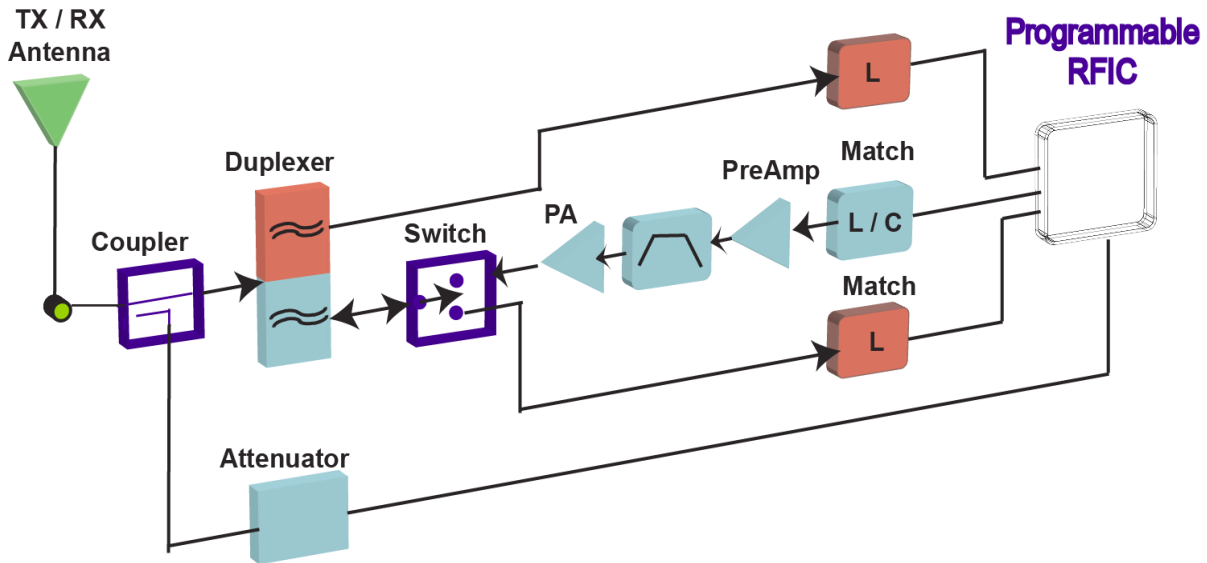 TX / RX
Antenna
Programmable
RFIC
L
Match
Duplexer
PreAmp
PA
L / C
Coupler
Switch
Match
L
Attenuator